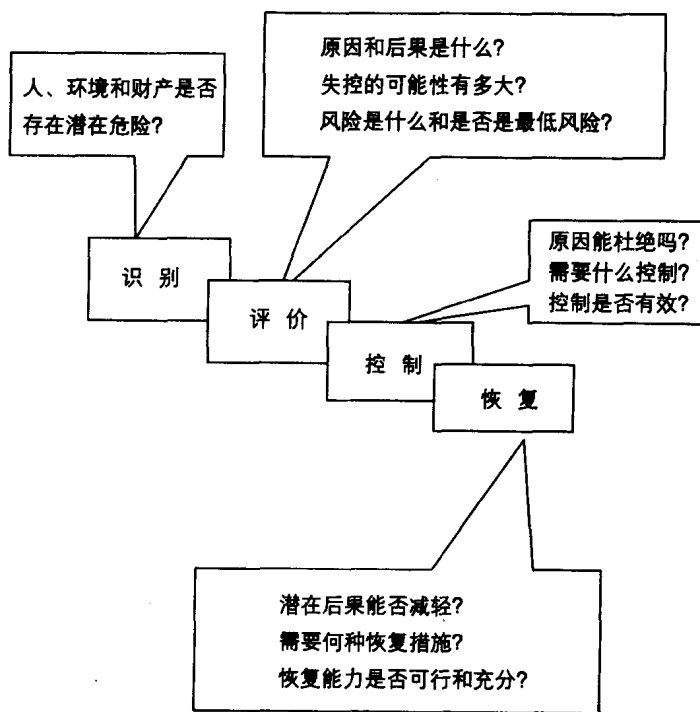 原因和后果是什么?
失控的可能性有多大?
风险是什么和是否是最低风险?
人、环境和财产是否
存在潜在危险?
识 别
评 价
控 制
恢 复
原因能杜绝吗?
需要什么控制?
控制是否有效?
潜在后果能否减轻?
需要何种恢复措施?
恢复能力是否可行和充分?